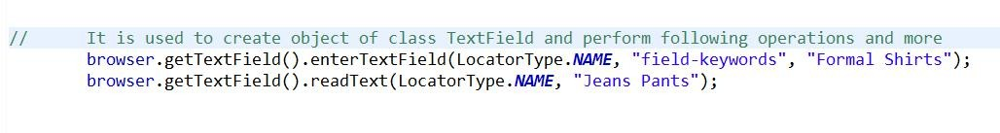 //      It is used to create object of class TextField and perform following operations and more
browser.getTextField().enterTextField(LocatorType.NAME, "field-keywords", "Formal Shirts");
browser.getTextField().readText(LocatorType.NAME, "Jeans Pants");